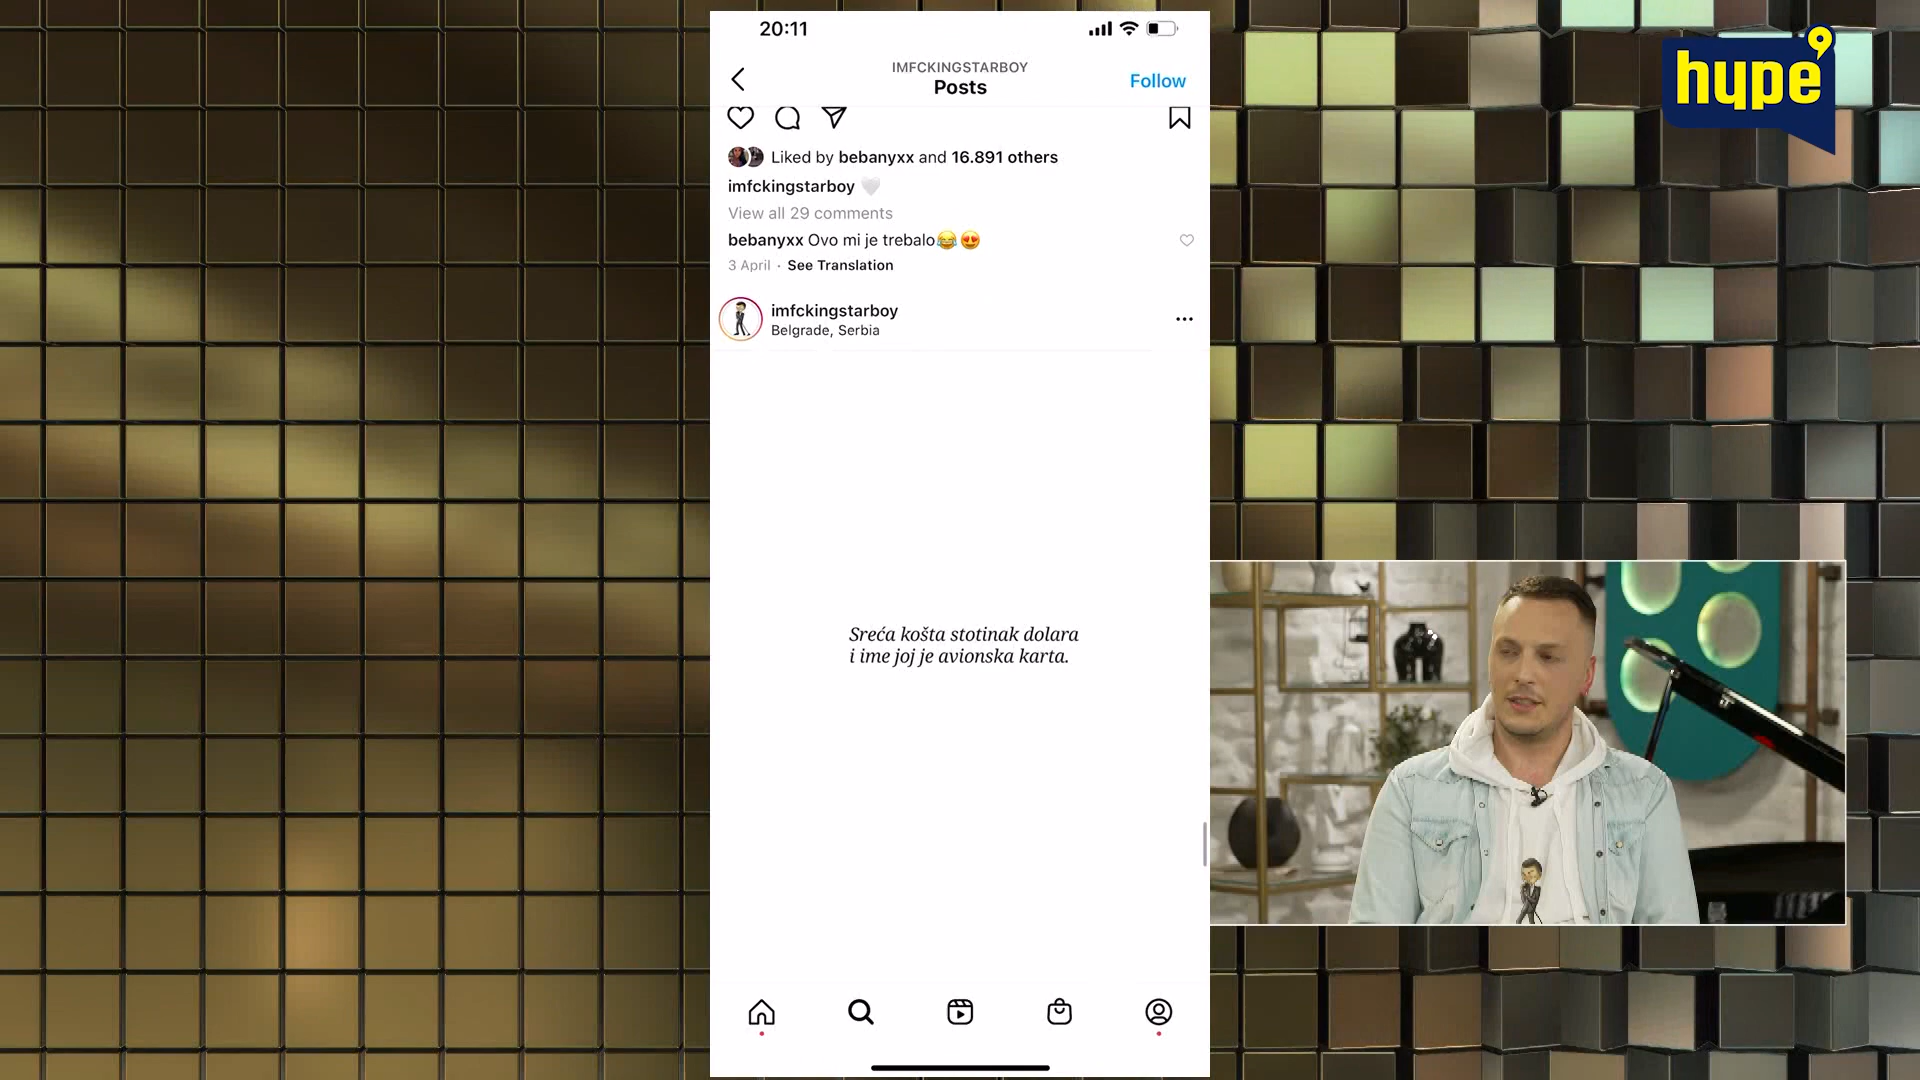 20:11
IMFCKINGSTARBOY
Posts
Follow
Liked by bebanyxx and 16.891 others
imfckingstarboy 🤍
View all 29 comments
bebanyxx Ovo mi je trebalo😂😍
3 April · See Translation
imfckingstarboy
Belgrade, Serbia
Sreća košta stotinak dolara
i ime joj je avionska karta.
hype